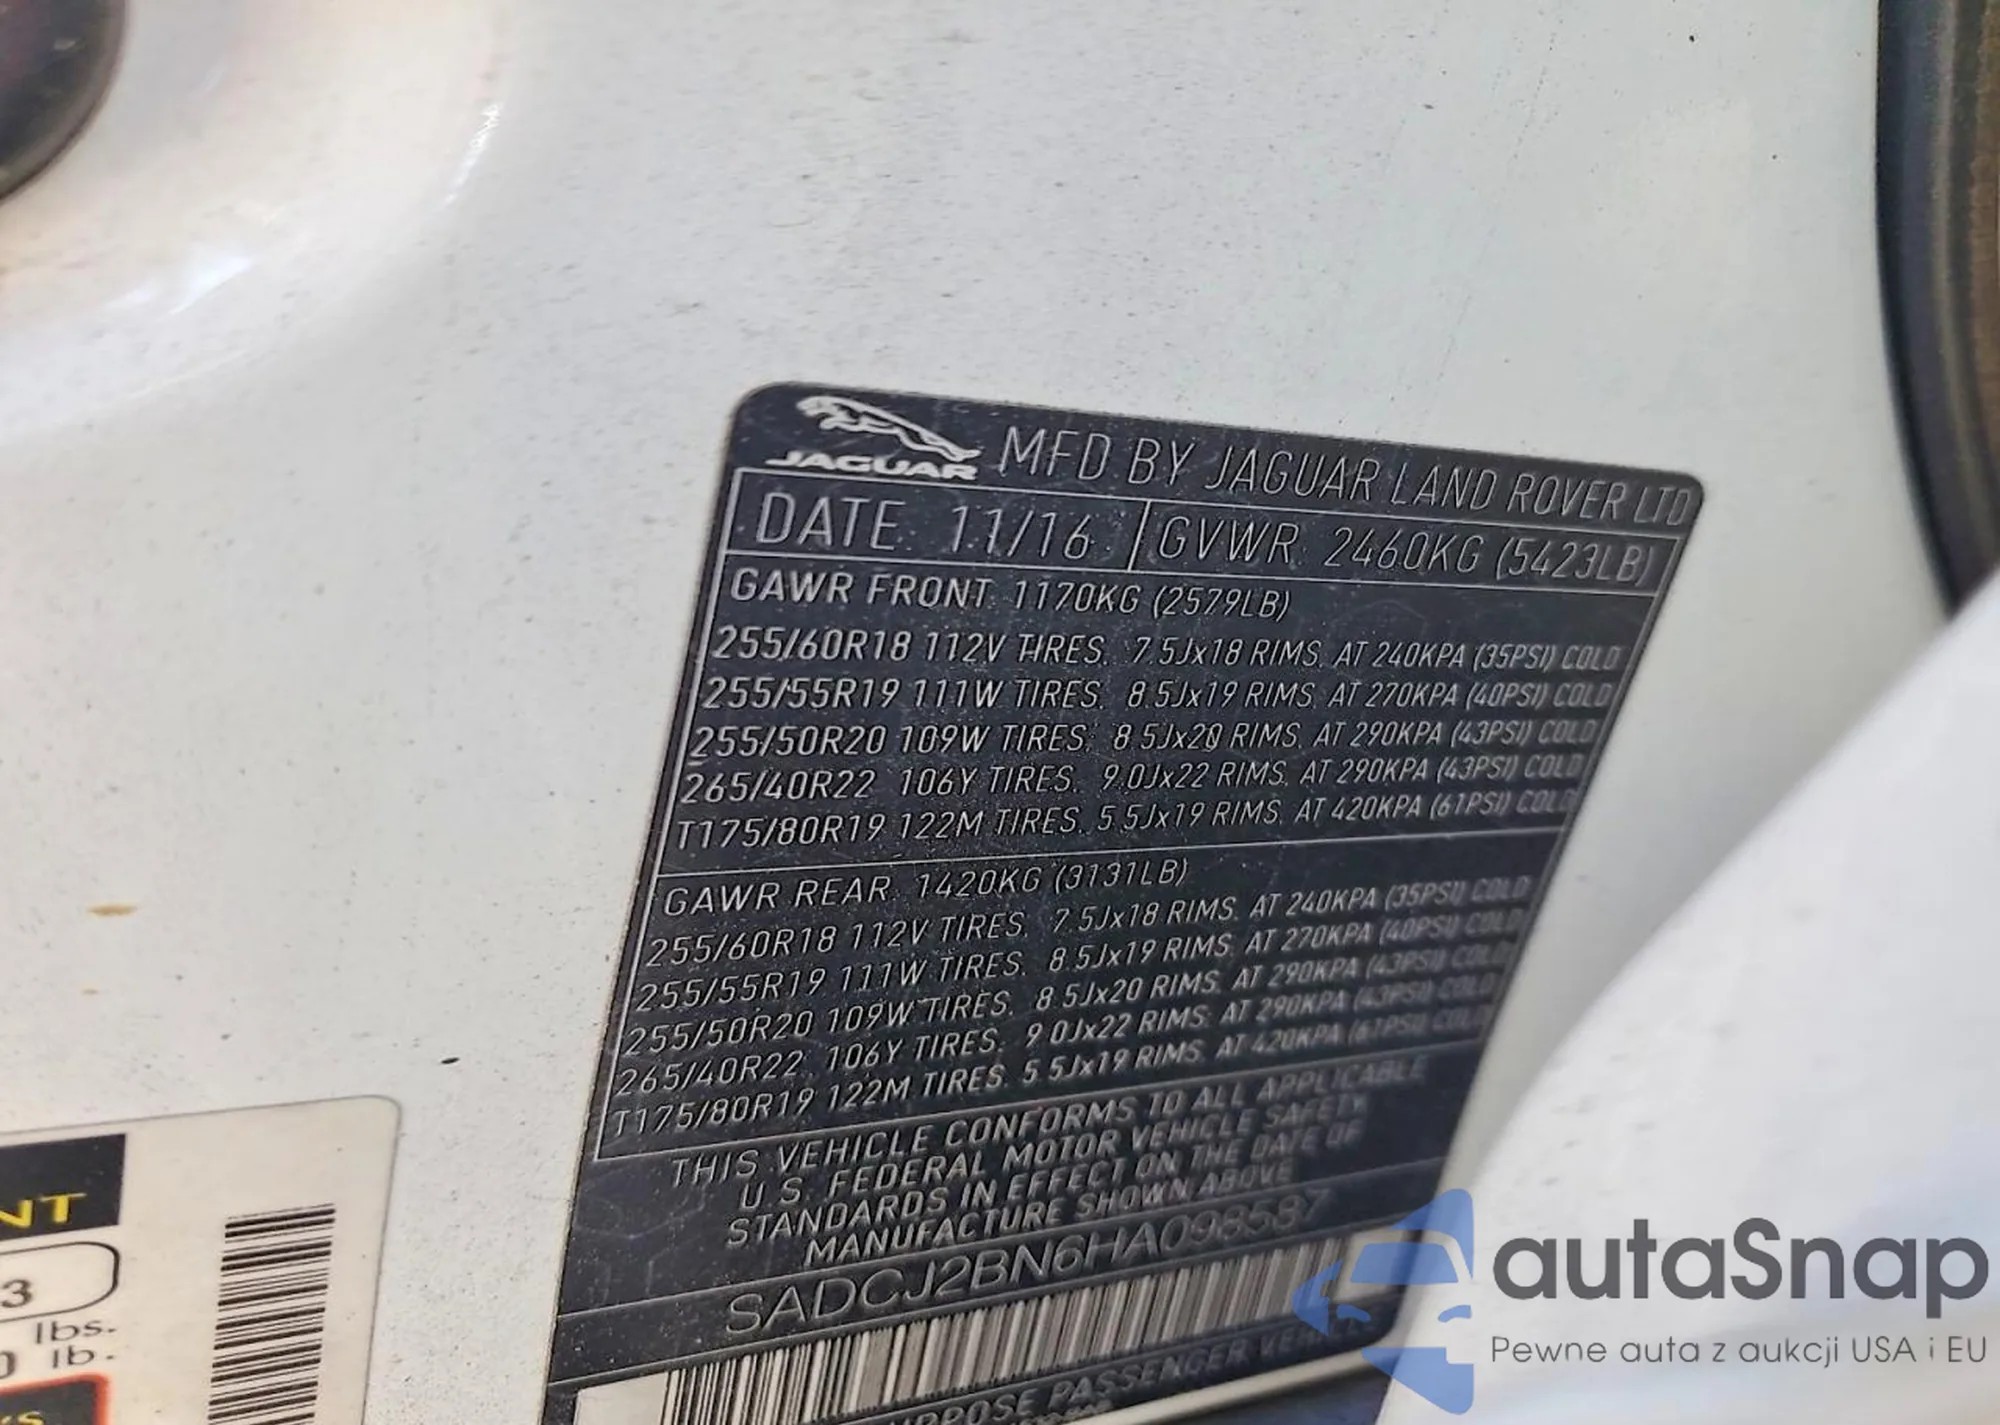 JAGUAR MFD BY JAGUAR LAND ROVER LTD
DATE: 11/16 GVWR: 2460KG (5423LB)
GAWR FRONT: 1170KG (2579LB)
255/60R18 112V TIRES, 7.5Jx18 RIMS, AT 240KPA (35PSI) COLD
255/55R19 111W TIRES, 8.5Jx19 RIMS, AT 270KPA (40PSI) COLD
255/50R20 109W TIRES, 8.5Jx20 RIMS, AT 290KPA (43PSI) COLD
265/40R22 106Y TIRES, 9.0Jx22 RIMS, AT 290KPA (43PSI) COLD
T175/80R19 122M TIRES, 5.5Jx19 RIMS, AT 420KPA (61PSI) COLD
GAWR REAR: 1420KG (3131LB)
255/60R18 112V TIRES, 7.5Jx18 RIMS, AT 240KPA (35PSI) COLD
255/55R19 111W TIRES, 8.5Jx19 RIMS, AT 270KPA (40PSI) COLD
255/50R20 109W TIRES, 8.5Jx20 RIMS, AT 290KPA (43PSI) COLD
265/40R22 106Y TIRES, 9.0Jx22 RIMS, AT 290KPA (43PSI) COLD
T175/80R19 122M TIRES, 5.5Jx19 RIMS, AT 420KPA (61PSI) COLD
THIS VEHICLE CONFORMS TO ALL APPLICABLE
U.S. FEDERAL MOTOR VEHICLE SAFETY
STANDARDS IN EFFECT ON THE DATE OF
MANUFACTURE SHOWN ABOVE
SADCJ2BN6HA098587
PASSENGER
NT
3
lbs.
lb.
autaSnap
Pewne auta z aukcji USA i EU